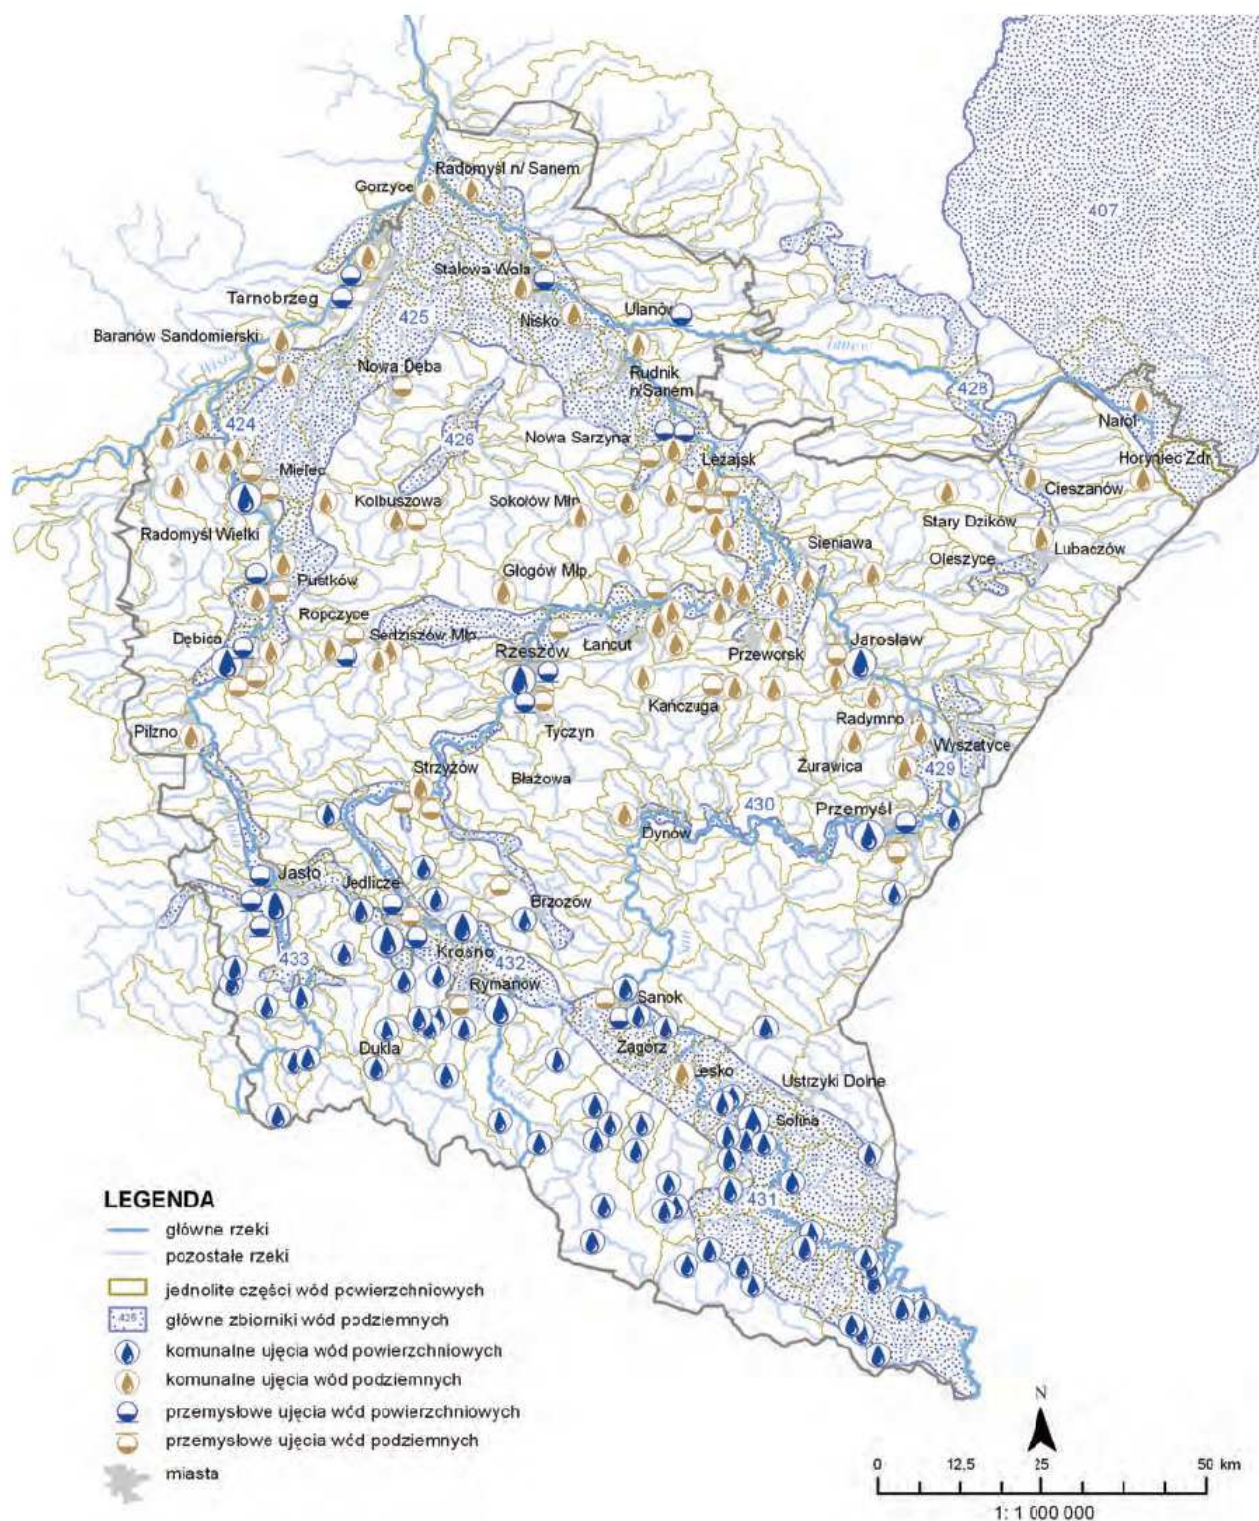 Radomyśl n/ Sanem
Gorzyce
407
Stalowa Wola
Tarnobrzeg
Ulanów
425
Nisko
Baranów Sandomierski
Wisła
Tanew
Nowa Dęba
Rudnik
n/Sanem
428
Narol
424
426
Nowa Sarzyna
Leżajsk
Horyniec Zdr.
Mielec
Kolbuszowa
Sokołów Młp.
Cieszanów
Stary Dzików
Radomyśl Wielki
Sieniawa
Lubaczów
Oleszyce
Głogów Młp.
Pustków
Ropczyce
Sędziszów Młp.
Dębica
Rzeszów
Łańcut
Przeworsk
Jarosław
Kańczuga
Radymno
Pilzno
Tyczyn
Wyszatyce
Strzyżów
Błażowa
Żurawica
429
430
Przemyśl
Dynów
Jasło
Jedlicze
Brzozów
San
Krosno
432
433
Rymanów
Sanok
Dukla
Zagórz
Lesko
Ustrzyki Dolne
Wisłok
Solina
431
LEGENDA
główne rzeki
pozostałe rzeki
jednolite części wód powierzchniowych
426
główne zbiorniki wód podziemnych
komunalne ujęcia wód powierzchniowych
komunalne ujęcia wód podziemnych
przemysłowe ujęcia wód powierzchniowych
przemysłowe ujęcia wód podziemnych
miasta
N
0 12,5 25 50 km
1: 1 000 000